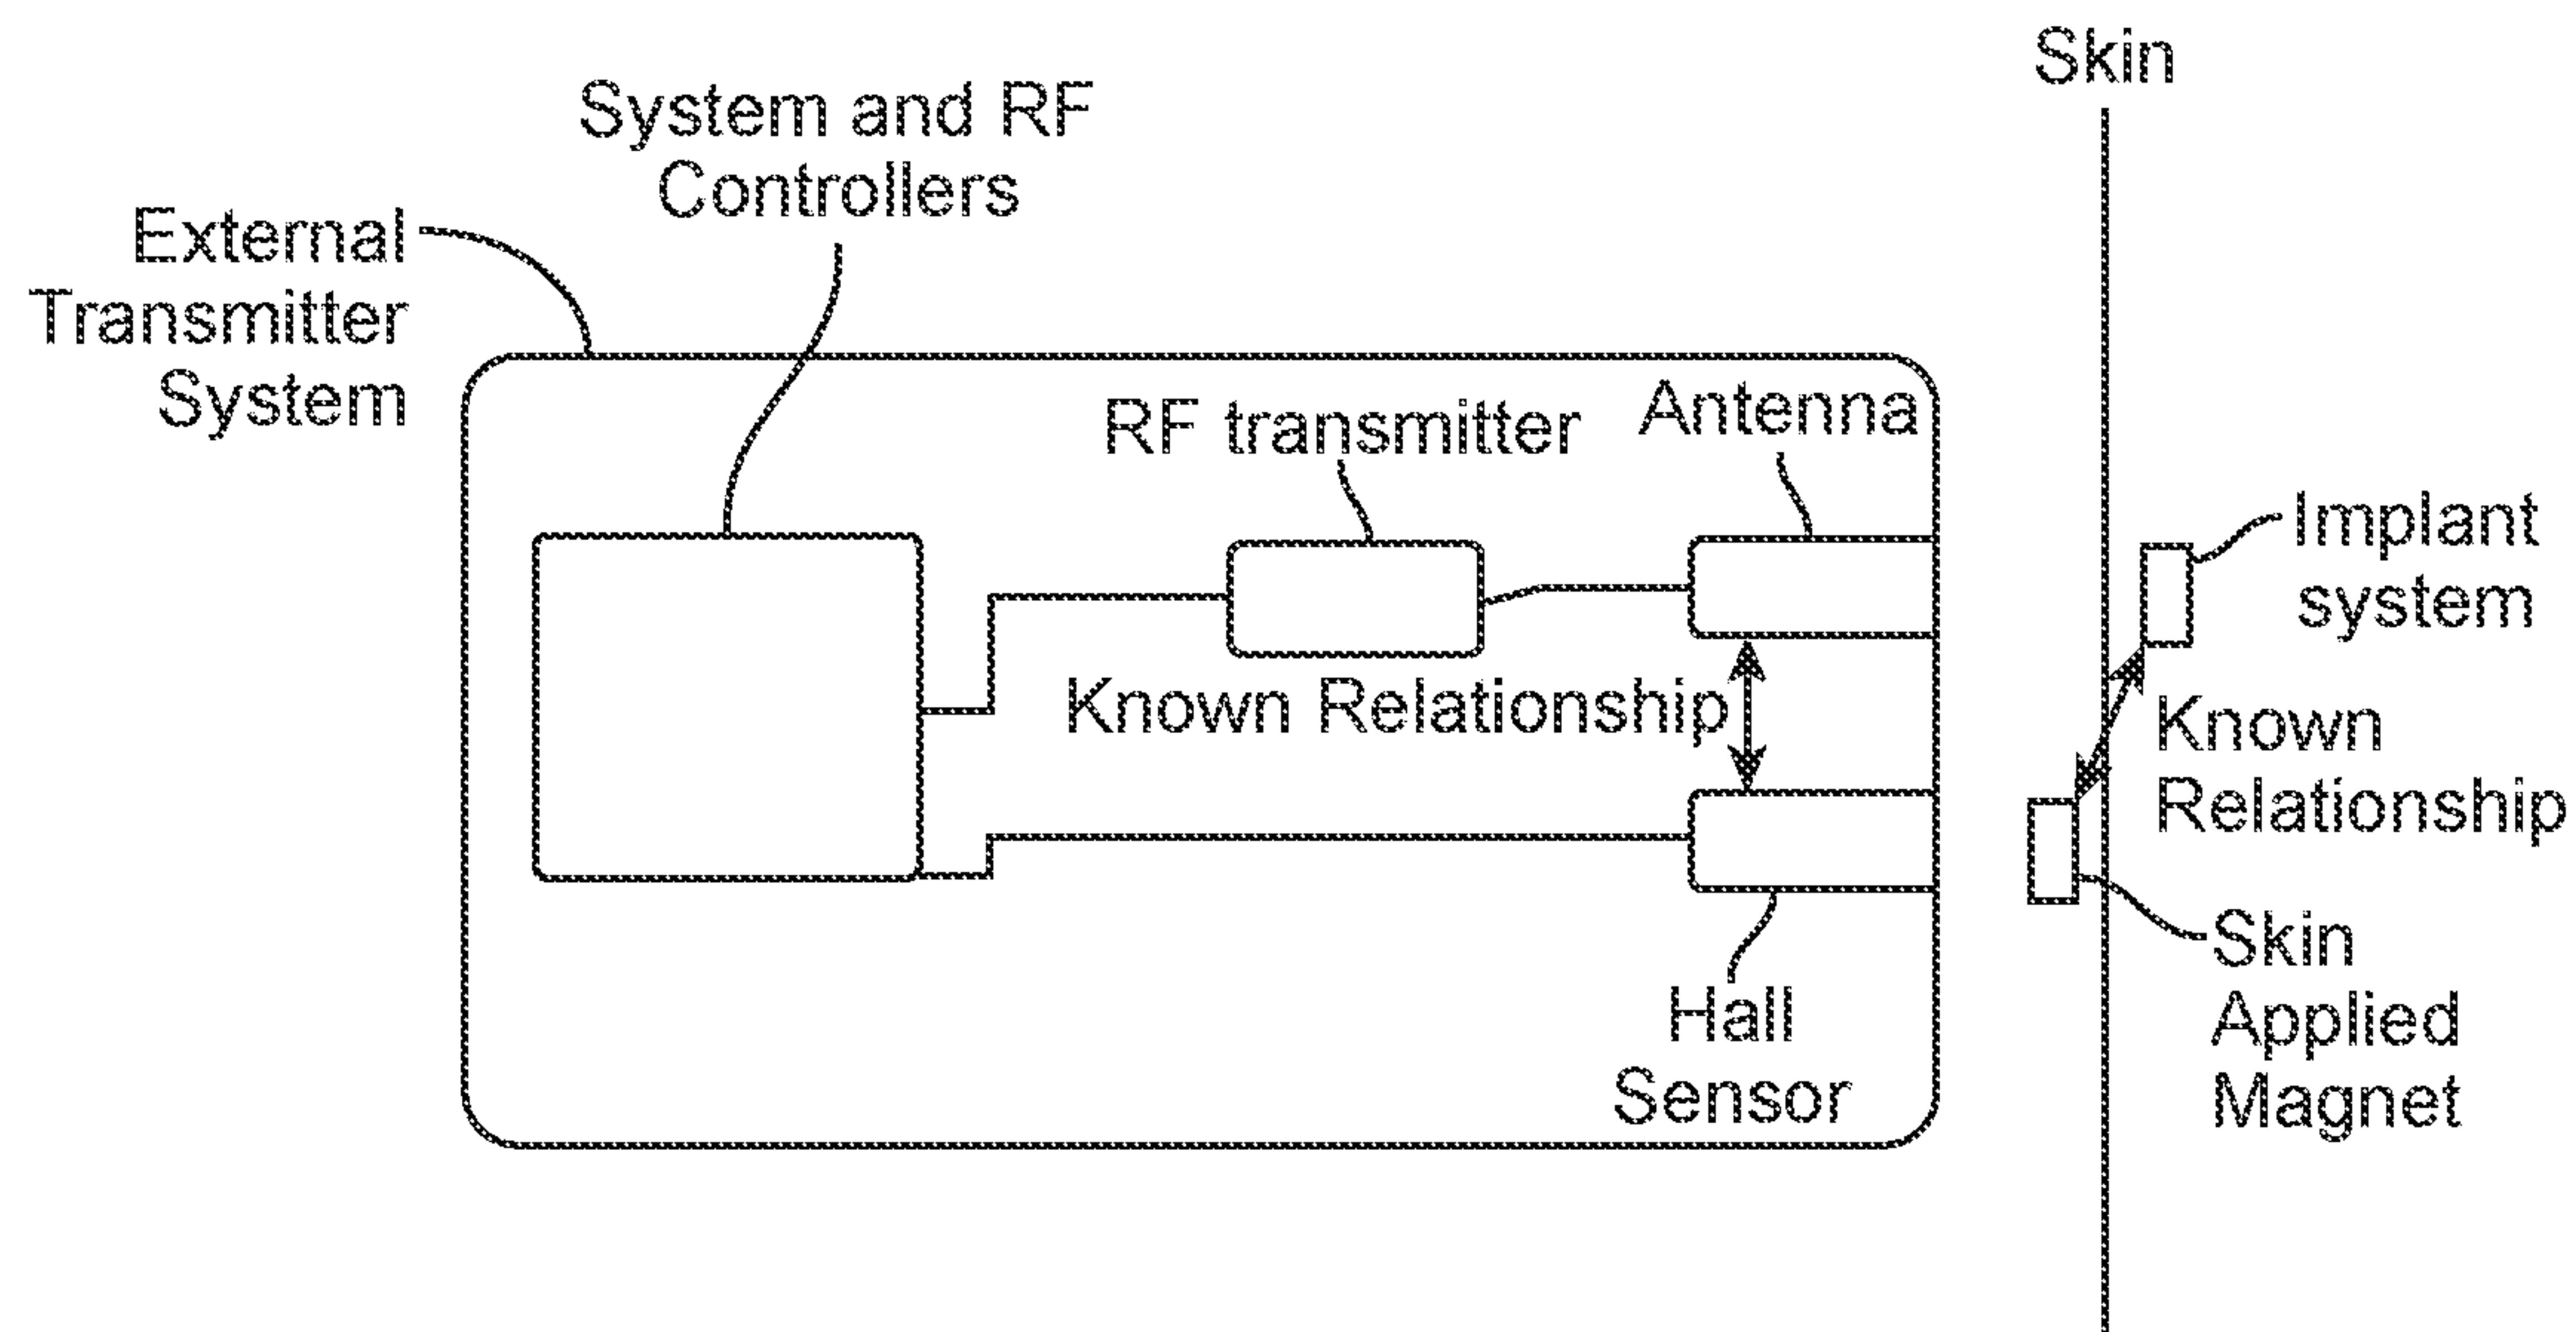 Skin
System and RF
Controllers
External
Transmitter
System
RF transmitter
Antenna
Implant
system
Known Relationship
Known
Relationship
Skin
Applied
Magnet
Hall
Sensor